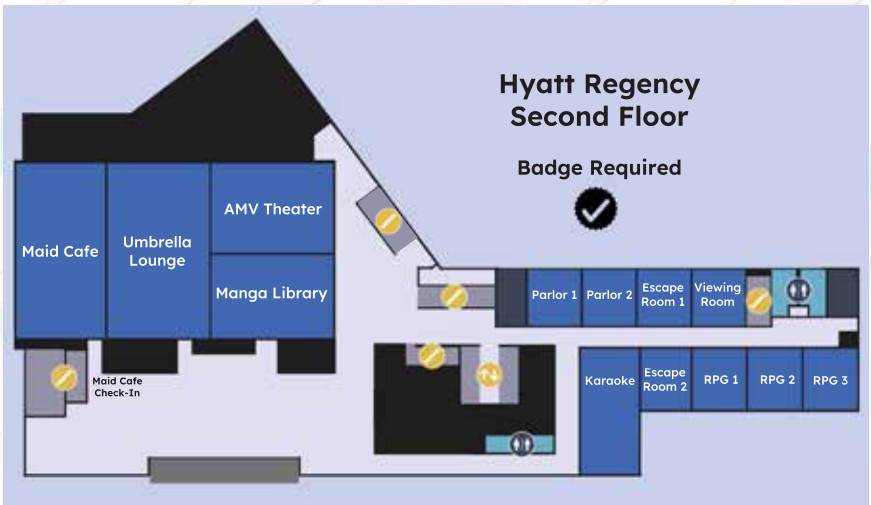 Hyatt Regency
Second Floor
Badge Required
AMV Theater
Maid Cafe
Umbrella
Lounge
Manga Library
Parlor 1
Parlor 2
Escape
Room 1
Viewing
Room
Maid Cafe
Check-In
Karaoke
Escape
Room 2
RPG 1
RPG 2
RPG 3